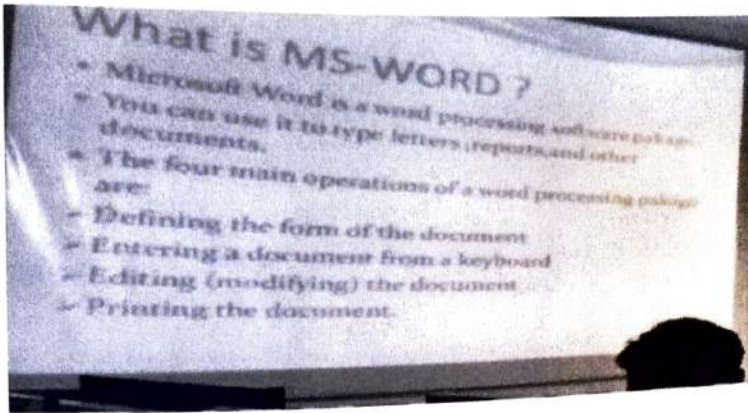 What is MS-WORD ?
• Microsoft Word is a word processing software pakage
• You can use it to type letters ,reports,and other
documents.
• The four main operations of a word processing pakage
are:
➢ Defining the form of the document
➢ Entering a document from a keyboard
➢ Editing (modifying) the document
➢ Printing the document.